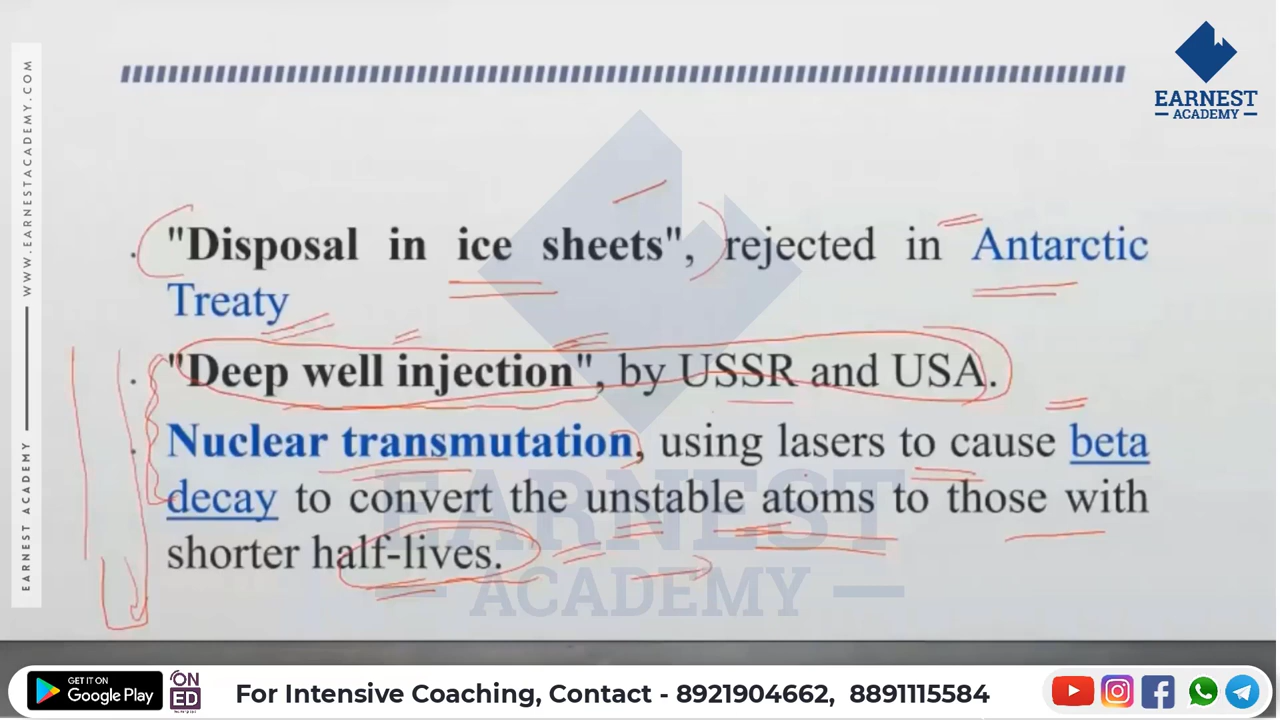 EARNEST
ACADEMY
WWW.EARNESTACADEMY.COM
EARNEST ACADEMY
. "Disposal in ice sheets", rejected in Antarctic
Treaty
. "Deep well injection", by USSR and USA.
. Nuclear transmutation, using lasers to cause beta
decay to convert the unstable atoms to those with
shorter half-lives.
EARNEST
ACADEMY
GET IT ON
Google Play
ON
ED
For Intensive Coaching, Contact - 8921904662, 8891115584